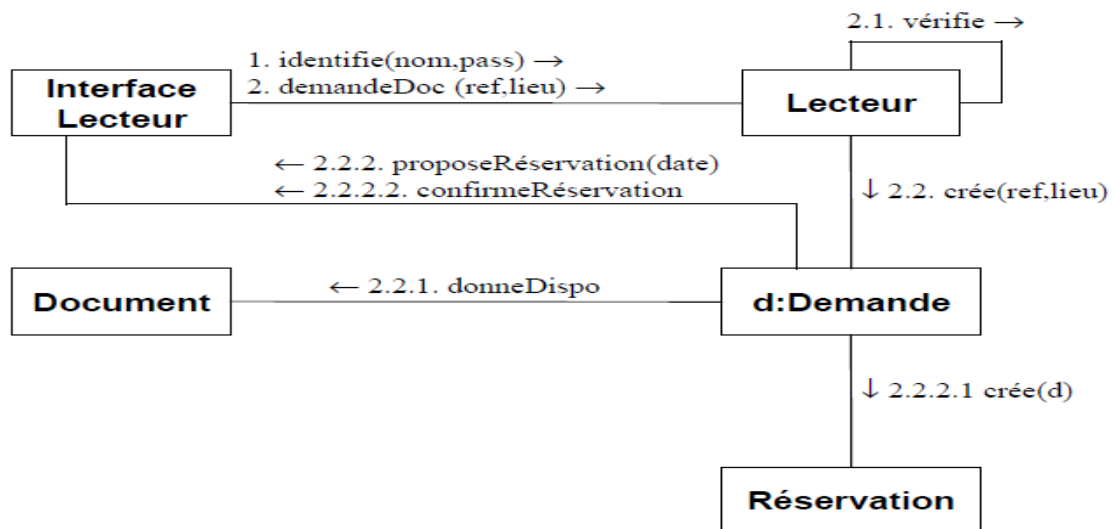 2.1. vérifie →
1. identifie(nom,pass) →
2. demandeDoc (ref,lieu) →
Interface
Lecteur
Lecteur
← 2.2.2. proposeRéservation(date)
← 2.2.2.2. confirmeRéservation
↓ 2.2. crée(ref,lieu)
Document
← 2.2.1. donneDispo
d:Demande
↓ 2.2.2.1 crée(d)
Réservation